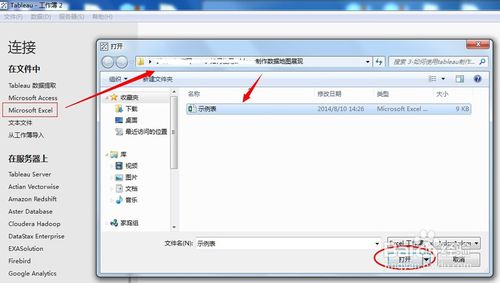 Tableau - 工作簿 2
文件(F) 数据(D) 服务器(S) 帮助(H)
连接
在文件中
Tableau 数据提取
Microsoft Access
Microsoft Excel
文本文件
从工作簿导入
在服务器上
Tableau Server
Actian Vectorwise
Amazon Redshift
Aster Database
Cloudera Hadoop
DataStax Enterprise
EXASolution
Firebird
Google Analytics
打开
制作数据地图展现
搜索 3-如何使用tableau制作...
组织 新建文件夹
收藏夹
下载
桌面
最近访问的位置
库
视频
图片
文档
音乐
家庭组
名称 修改日期 类型 大小
示例表 2014/8/10 14:26 Microsoft Excel ... 9 KB
文件名(N): 示例表
Excel 工作簿
打开 取消